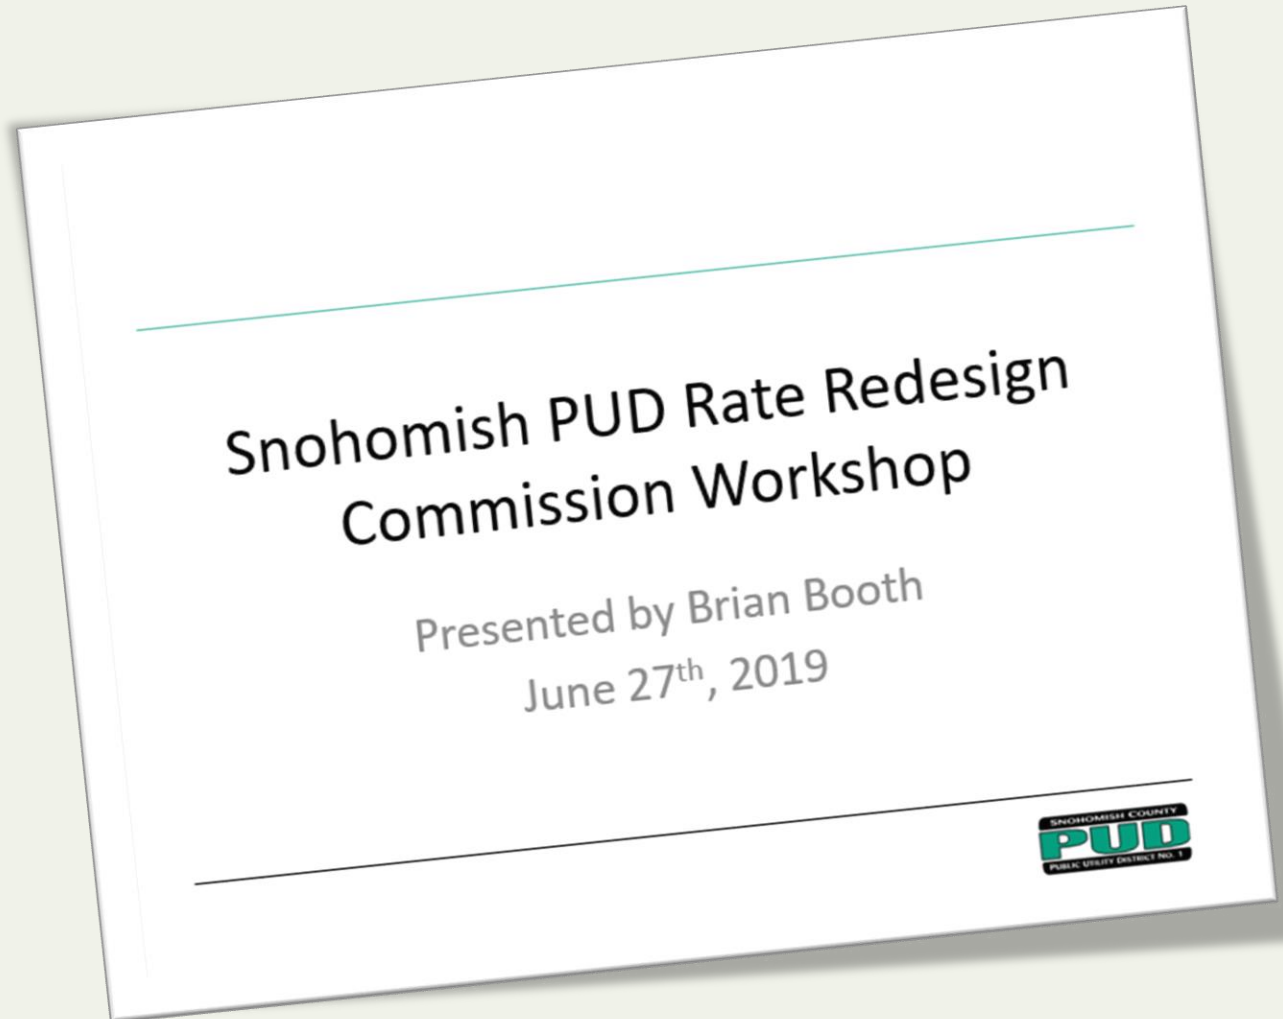 Snohomish PUD Rate Redesign
Commission Workshop
Presented by Brian Booth
June 27th, 2019
SNOHOMISH COUNTY
PUD
PUBLIC UTILITY DISTRICT NO. 1